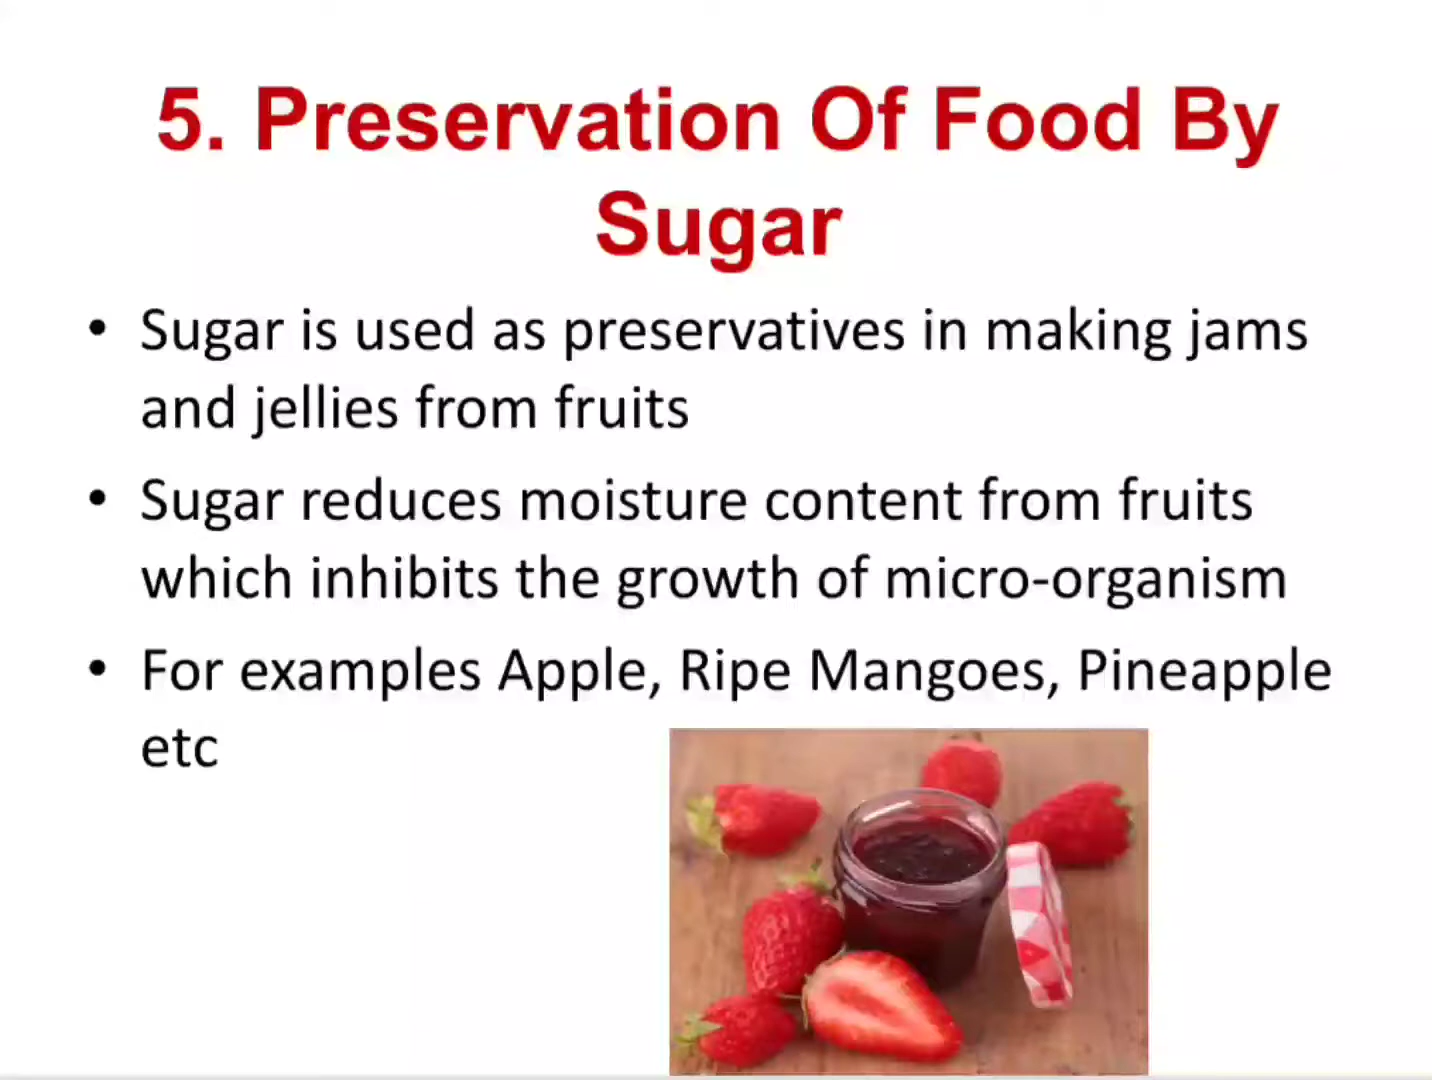 5. Preservation Of Food By
Sugar
• Sugar is used as preservatives in making jams
and jellies from fruits
• Sugar reduces moisture content from fruits
which inhibits the growth of micro-organism
• For examples Apple, Ripe Mangoes, Pineapple
etc